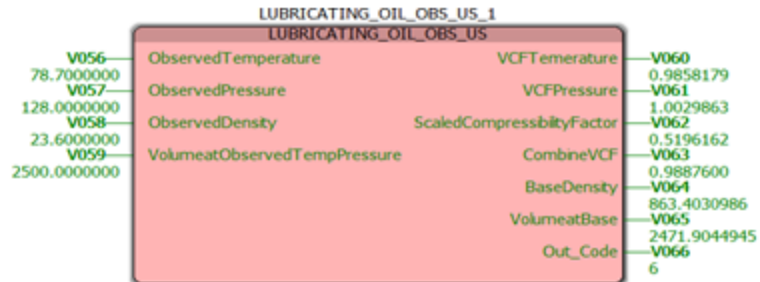 LUBRICATING_OIL_OBS_US_1
LUBRICATING_OIL_OBS_US
V056 ObservedTemperature VCFTemerature V060
78.7000000 0.9858179
V057 ObservedPressure VCFPressure V061
128.0000000 1.0029863
V058 ObservedDensity ScaledCompressibilityFactor V062
23.6000000 0.5196162
V059 VolumeatObservedTempPressure CombineVCF V063
2500.0000000 0.9887600
BaseDensity V064
863.4030986
VolumeatBase V065
2471.9044945
Out_Code V066
6